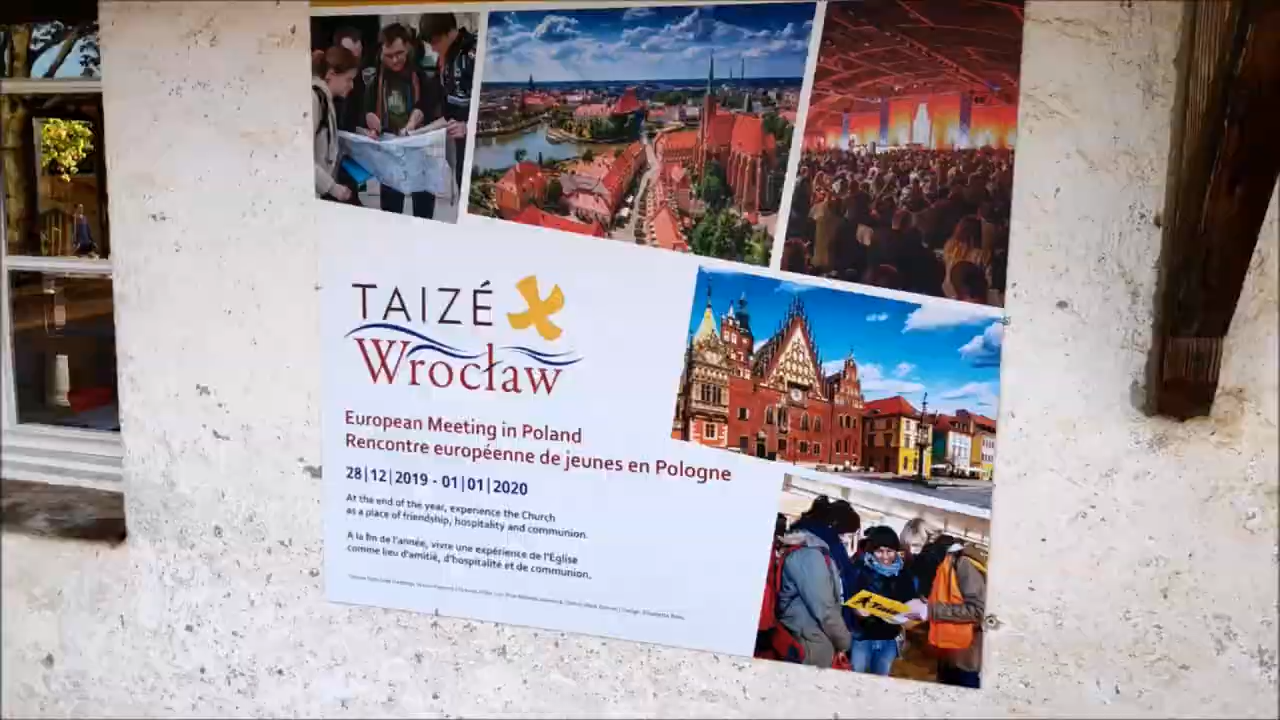 TAIZÉ
Wrocław
European Meeting in Poland
Rencontre européenne de jeunes en Pologne
28|12|2019 - 01|01|2020
At the end of the year, experience the Church
as a place of friendship, hospitality and communion.
A la fin de l'année, vivre une expérience de l'Église
comme lieu d'amitié, d'hospitalité et de communion.